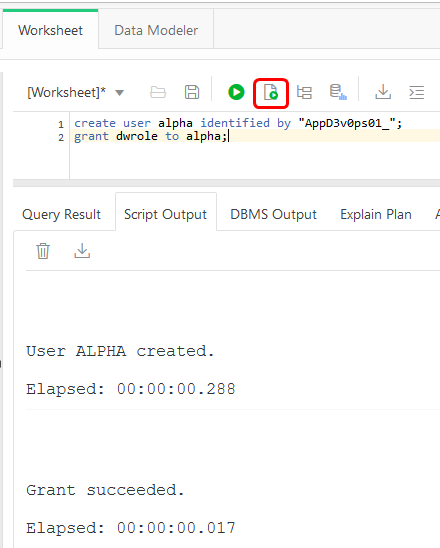 Worksheet Data Modeler
[Worksheet]*
1 create user alpha identified by "AppD3v0ps01_";
2 grant dwrole to alpha;
Query Result Script Output DBMS Output Explain Plan
User ALPHA created.
Elapsed: 00:00:00.288
Grant succeeded.
Elapsed: 00:00:00.017